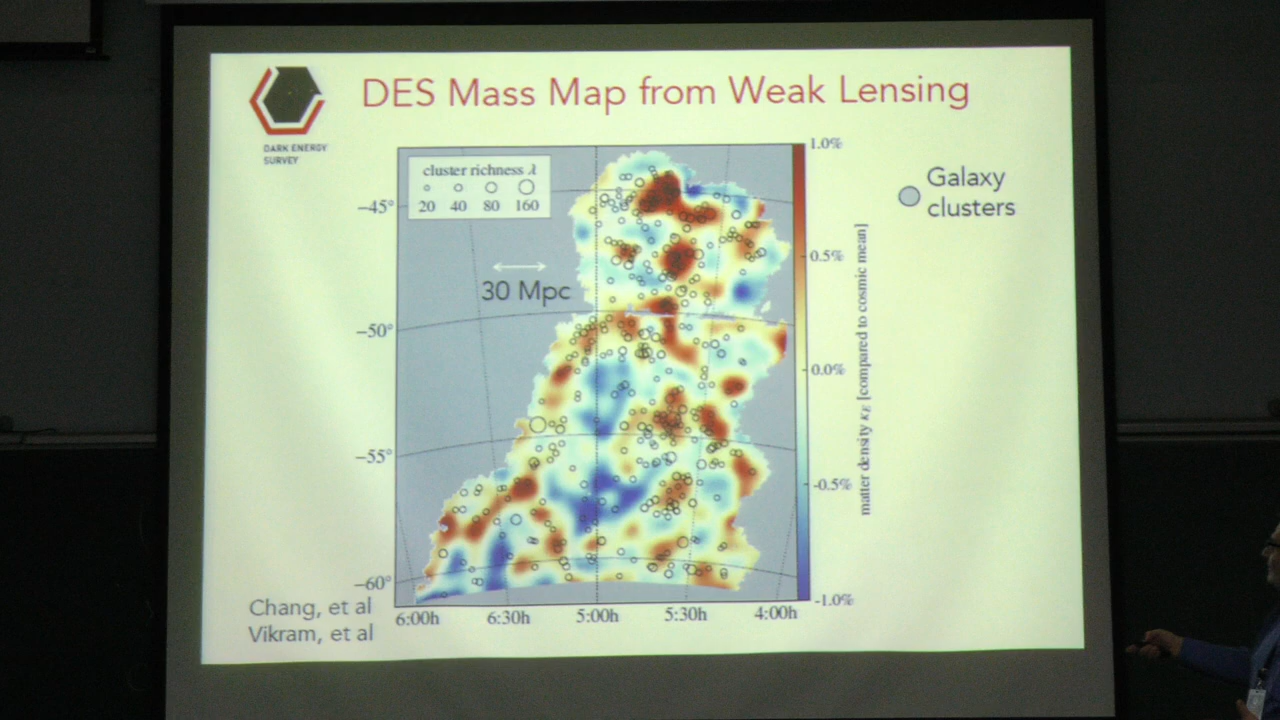 DES Mass Map from Weak Lensing
DARK ENERGY
SURVEY
cluster richness λ
20 40 80 160
30 Mpc
−45°
−50°
−55°
−60°
6:00h 6:30h 5:00h 5:30h 4:00h
1.0%
0.5%
0.0%
-0.5%
-1.0%
matter density κE [compared to cosmic mean]
Galaxy
clusters
Chang, et al
Vikram, et al